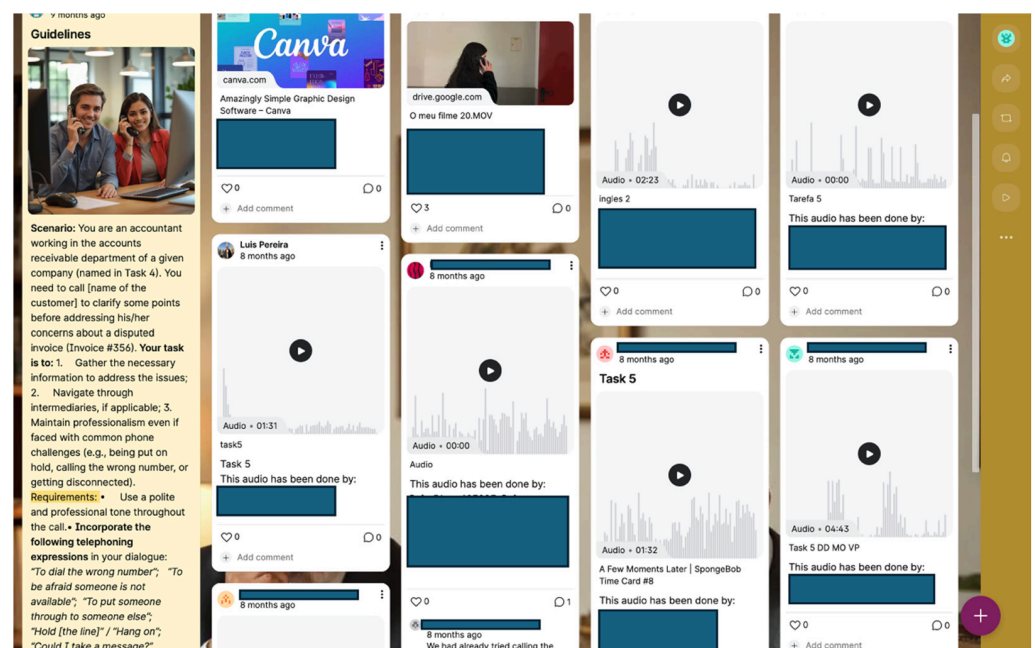 9 months ago
Guidelines
Scenario: You are an accountant
working in the accounts
receivable department of a given
company (named in Task 4). You
need to call [name of the
customer] to clarify some points
before addressing his/her
concerns about a disputed
invoice (Invoice #356). Your task
is to: 1. Gather the necessary
information to address the issues;
2. Navigate through
intermediaries, if applicable; 3.
Maintain professionalism even if
faced with common phone
challenges (e.g., being put on
hold, calling the wrong number, or
getting disconnected).
Requirements: • Use a polite
and professional tone throughout
the call.• Incorporate the
following telephoning
expressions in your dialogue:
"To dial the wrong number"; "To
be afraid someone is not
available"; "To put someone
through to someone else";
"Hold [the line]" / "Hang on";
"Could I take a message?"
Canva
canva.com
Amazingly Simple Graphic Design
Software – Canva
0
0
Add comment
Luis Pereira
8 months ago
Audio • 01:31
task5
Task 5
This audio has been done by:
0
0
Add comment
8 months ago
drive.google.com
O meu filme 20.MOV
3
0
Add comment
8 months ago
Audio • 00:00
Audio
This audio has been done by:
0
1
8 months ago
We had already tried calling the
Audio • 02:23
ingles 2
0
0
Add comment
8 months ago
Task 5
Audio • 01:32
A Few Moments Later | SpongeBob
Time Card #8
This audio has been done by:
Audio • 00:00
Tarefa 5
This audio has been done by:
0
0
Add comment
8 months ago
Audio • 04:43
Task 5 DD MO VP
This audio has been done by:
0
0
Add comment